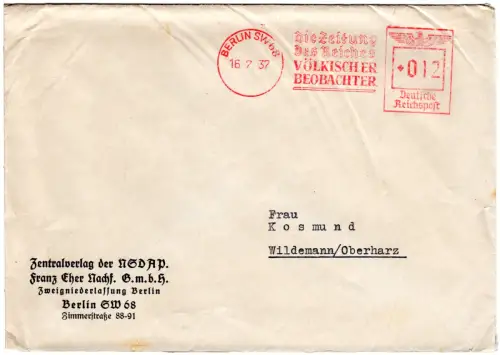 BERLIN SW 68
16. 7. 37
Die Zeitung
des Reiches
VÖLKISCHER
BEOBACHTER
012
Deutsche
Reichspost
Frau
Kosmund
Wildemann/Oberharz
Zentralverlag der NSDAP.
Franz Eher Nachf. G.m.b.H.
Zweigniederlassung Berlin
Berlin SW 68
Zimmerstraße 88-91